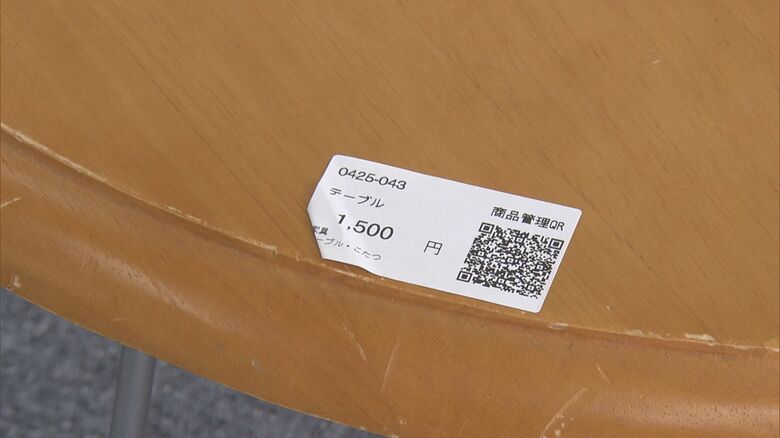 0425-043
テーブル
1,500 円
家具
ーブル・こたつ
商品管理QR